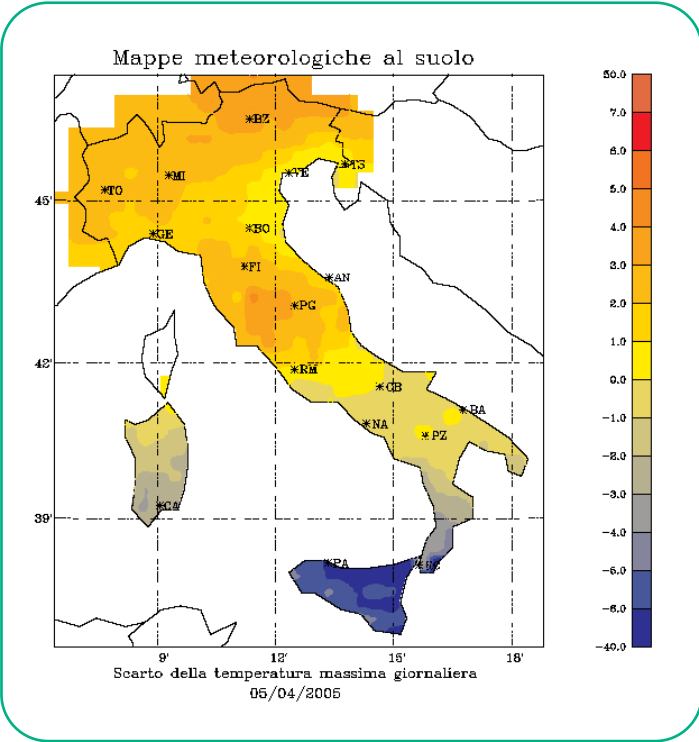 Mappe meteorologiche al suolo
50.0
7.0
6.0
5.0
4.0
3.0
2.0
1.0
0.0
-1.0
-2.0
-3.0
-4.0
-5.0
-6.0
-40.0
*BZ
*TS
*VE
*MI
*TO
45'
*BO
*GE
*FI
*AN
*PG
42'
*RM
*CB
*BA
*NA
*PZ
*CA
39'
*PA
*RC
9'
12'
15'
18'
Scarto della temperatura massima giornaliera
05/04/2005